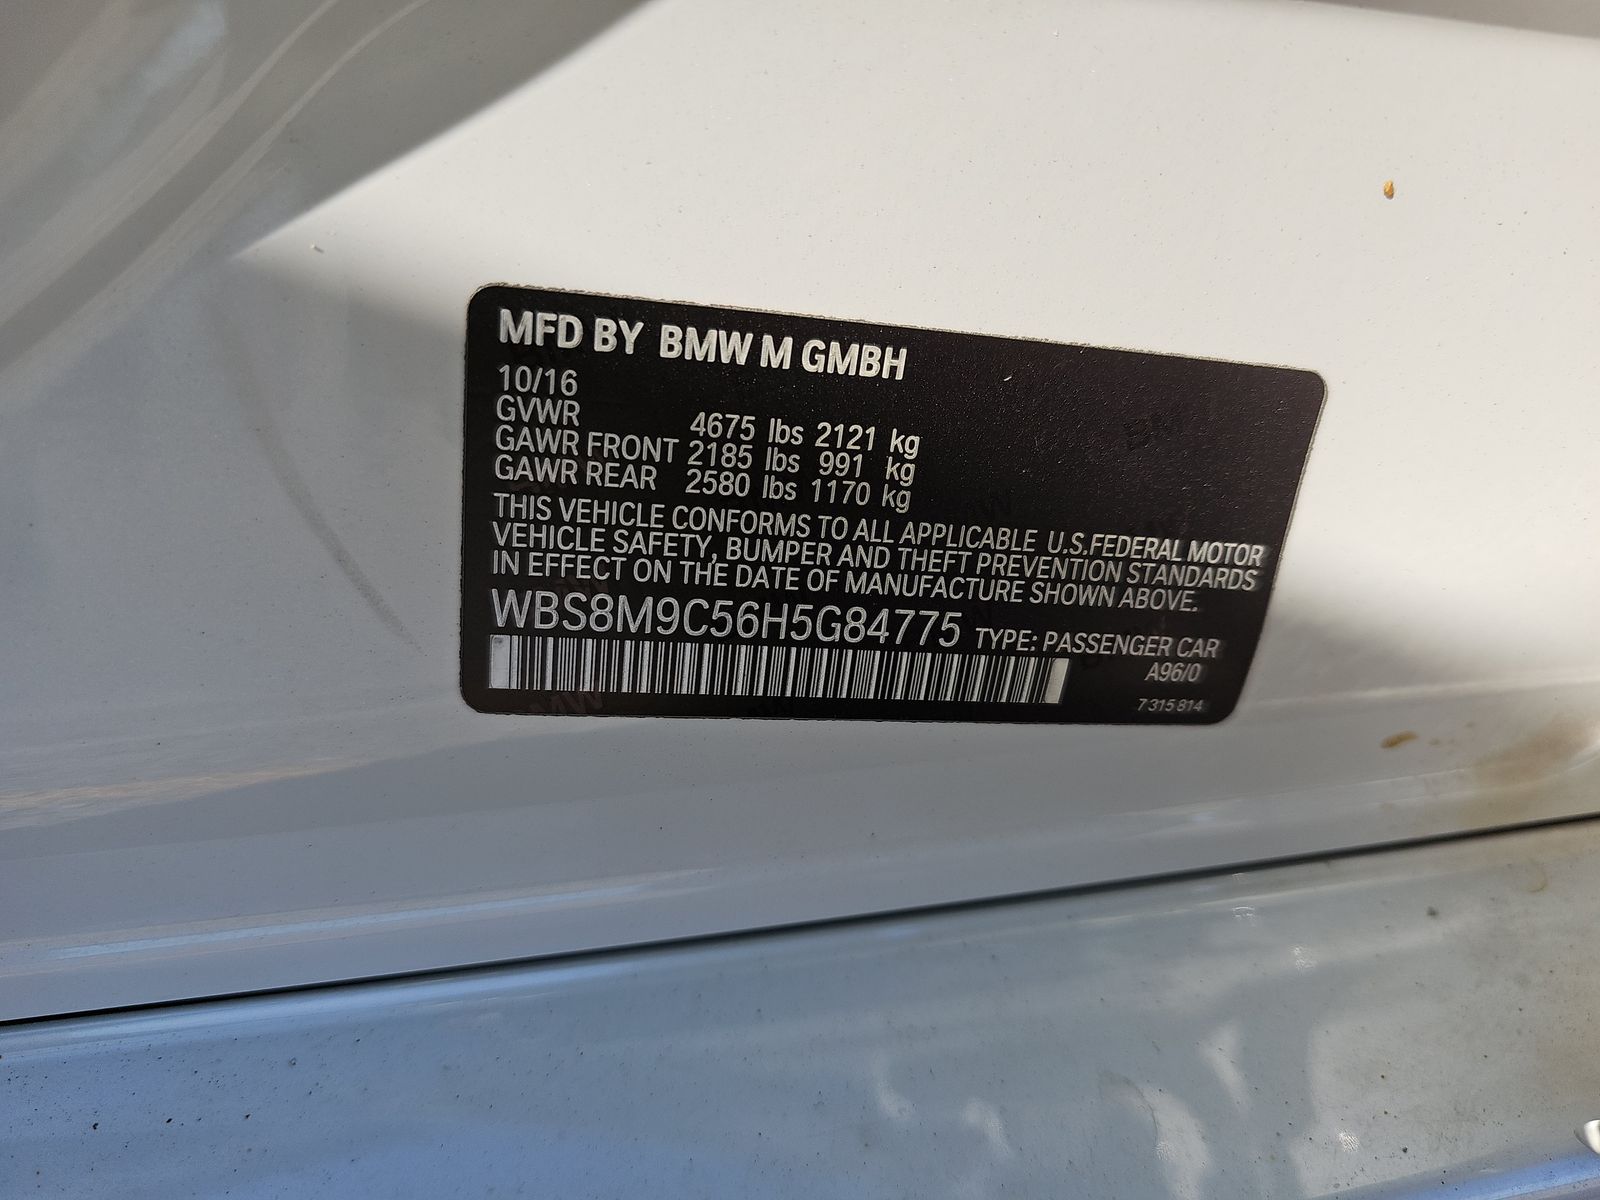 MFD BY BMW M GMBH
10/16
GVWR 4675 lbs 2121 kg
GAWR FRONT 2185 lbs 991 kg
GAWR REAR 2580 lbs 1170 kg
THIS VEHICLE CONFORMS TO ALL APPLICABLE U.S.FEDERAL MOTOR
VEHICLE SAFETY, BUMPER AND THEFT PREVENTION STANDARDS
IN EFFECT ON THE DATE OF MANUFACTURE SHOWN ABOVE.
WBS8M9C56H5G84775 TYPE: PASSENGER CAR
A96/0
7 315 814